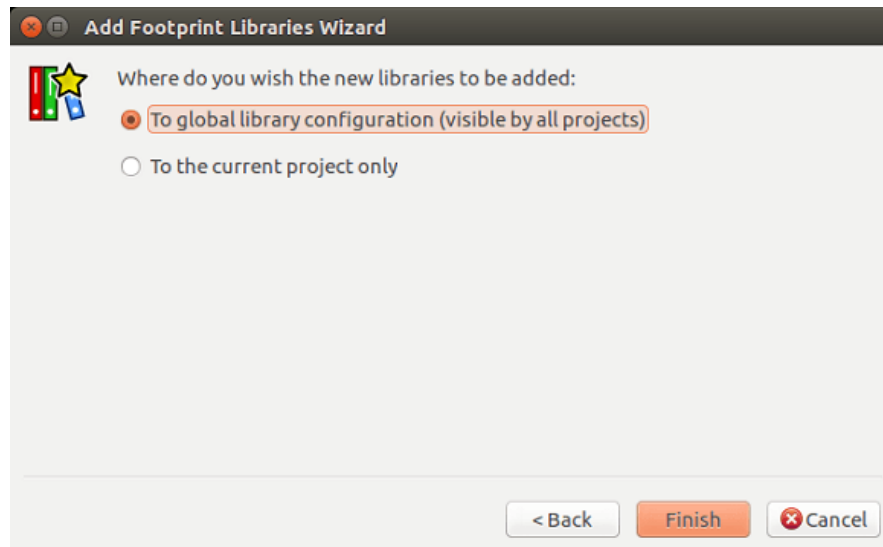 Add Footprint Libraries Wizard
Where do you wish the new libraries to be added:
To global library configuration (visible by all projects)
To the current project only
< Back Finish Cancel